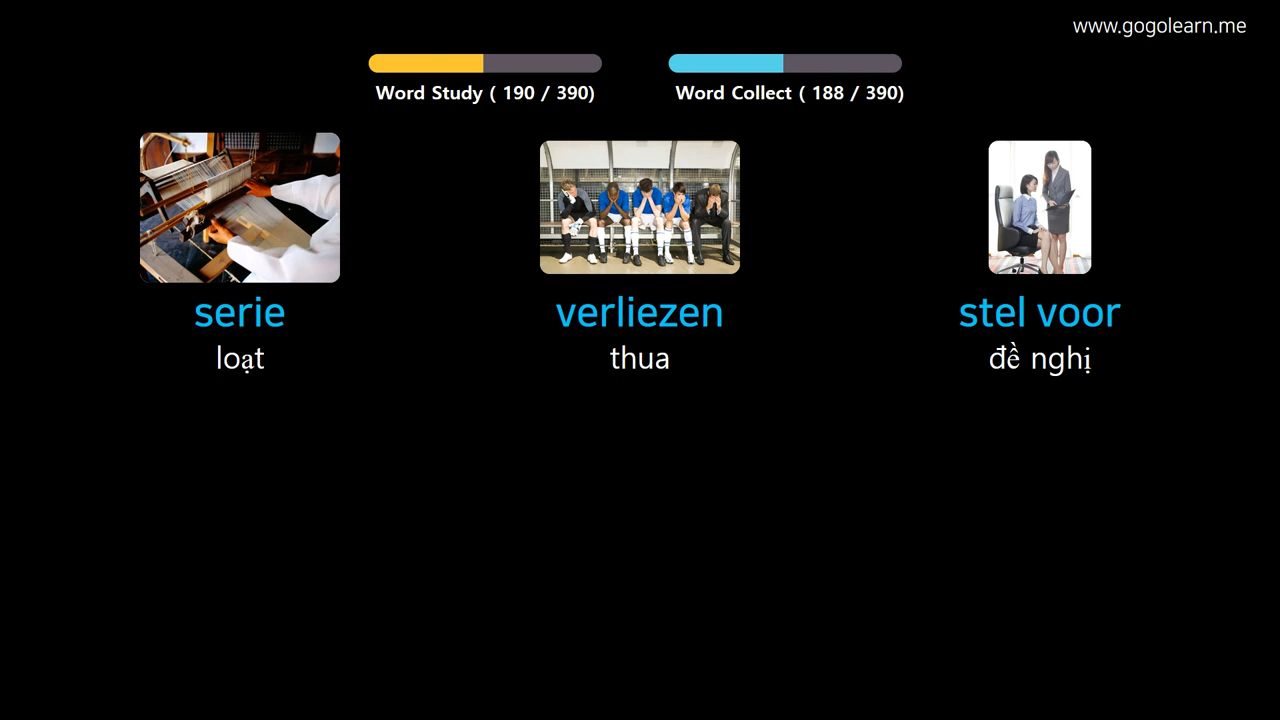 www.gogolearn.me
Word Study ( 190 / 390)
Word Collect ( 188 / 390)
serie
verliezen
stel voor
loạt
thua
đề nghị